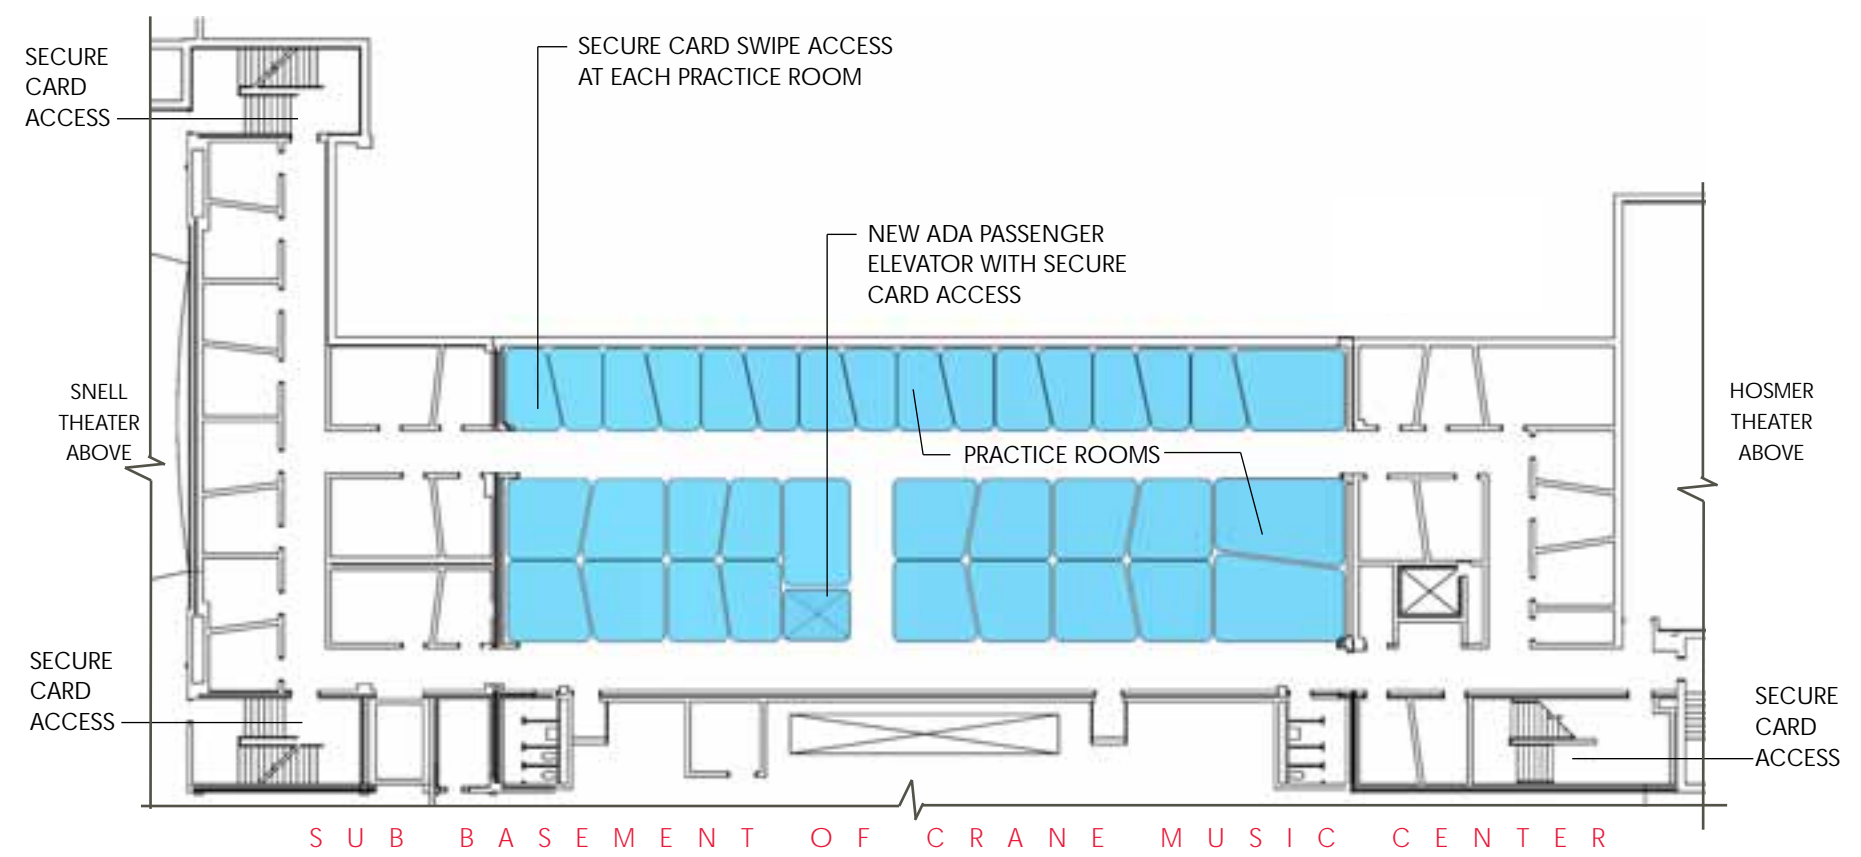 SECURE
CARD
ACCESS
SECURE CARD SWIPE ACCESS
AT EACH PRACTICE ROOM
NEW ADA PASSENGER
ELEVATOR WITH SECURE
CARD ACCESS
SNELL
THEATER
ABOVE
HOSMER
THEATER
ABOVE
PRACTICE ROOMS
SECURE
CARD
ACCESS
SECURE
CARD
ACCESS
SUB BASEMENT OF CRANE MUSIC CENTER